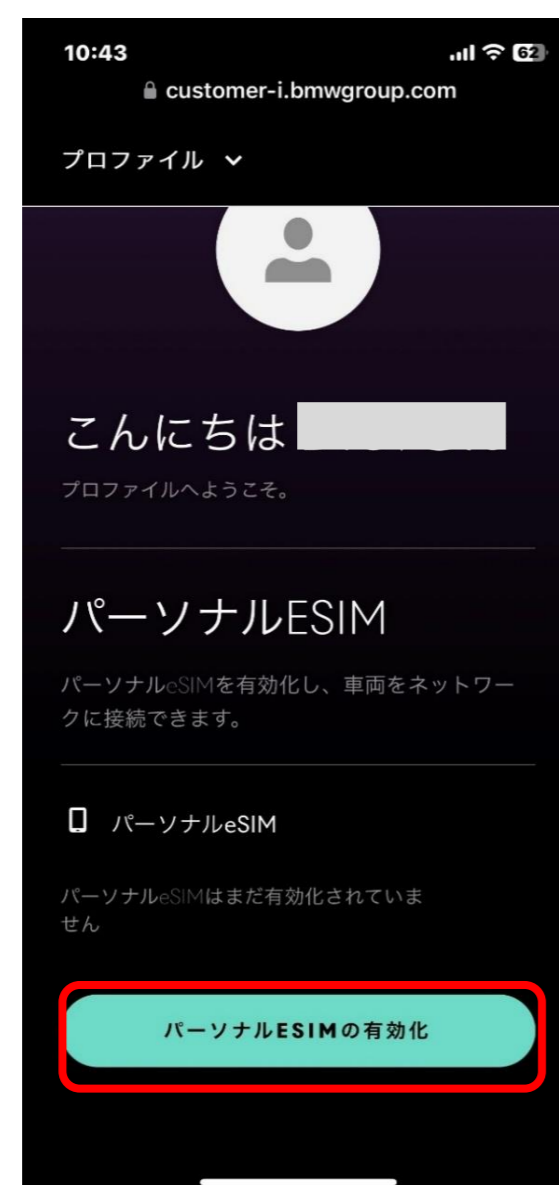 10:43
62
customer-i.bmwgroup.com
プロファイル
こんにちは
プロファイルへようこそ。
パーソナルESIM
パーソナルeSIMを有効化し、車両をネットワー
クに接続できます。
パーソナルeSIM
パーソナルeSIMはまだ有効化されていま
せん
パーソナルESIMの有効化